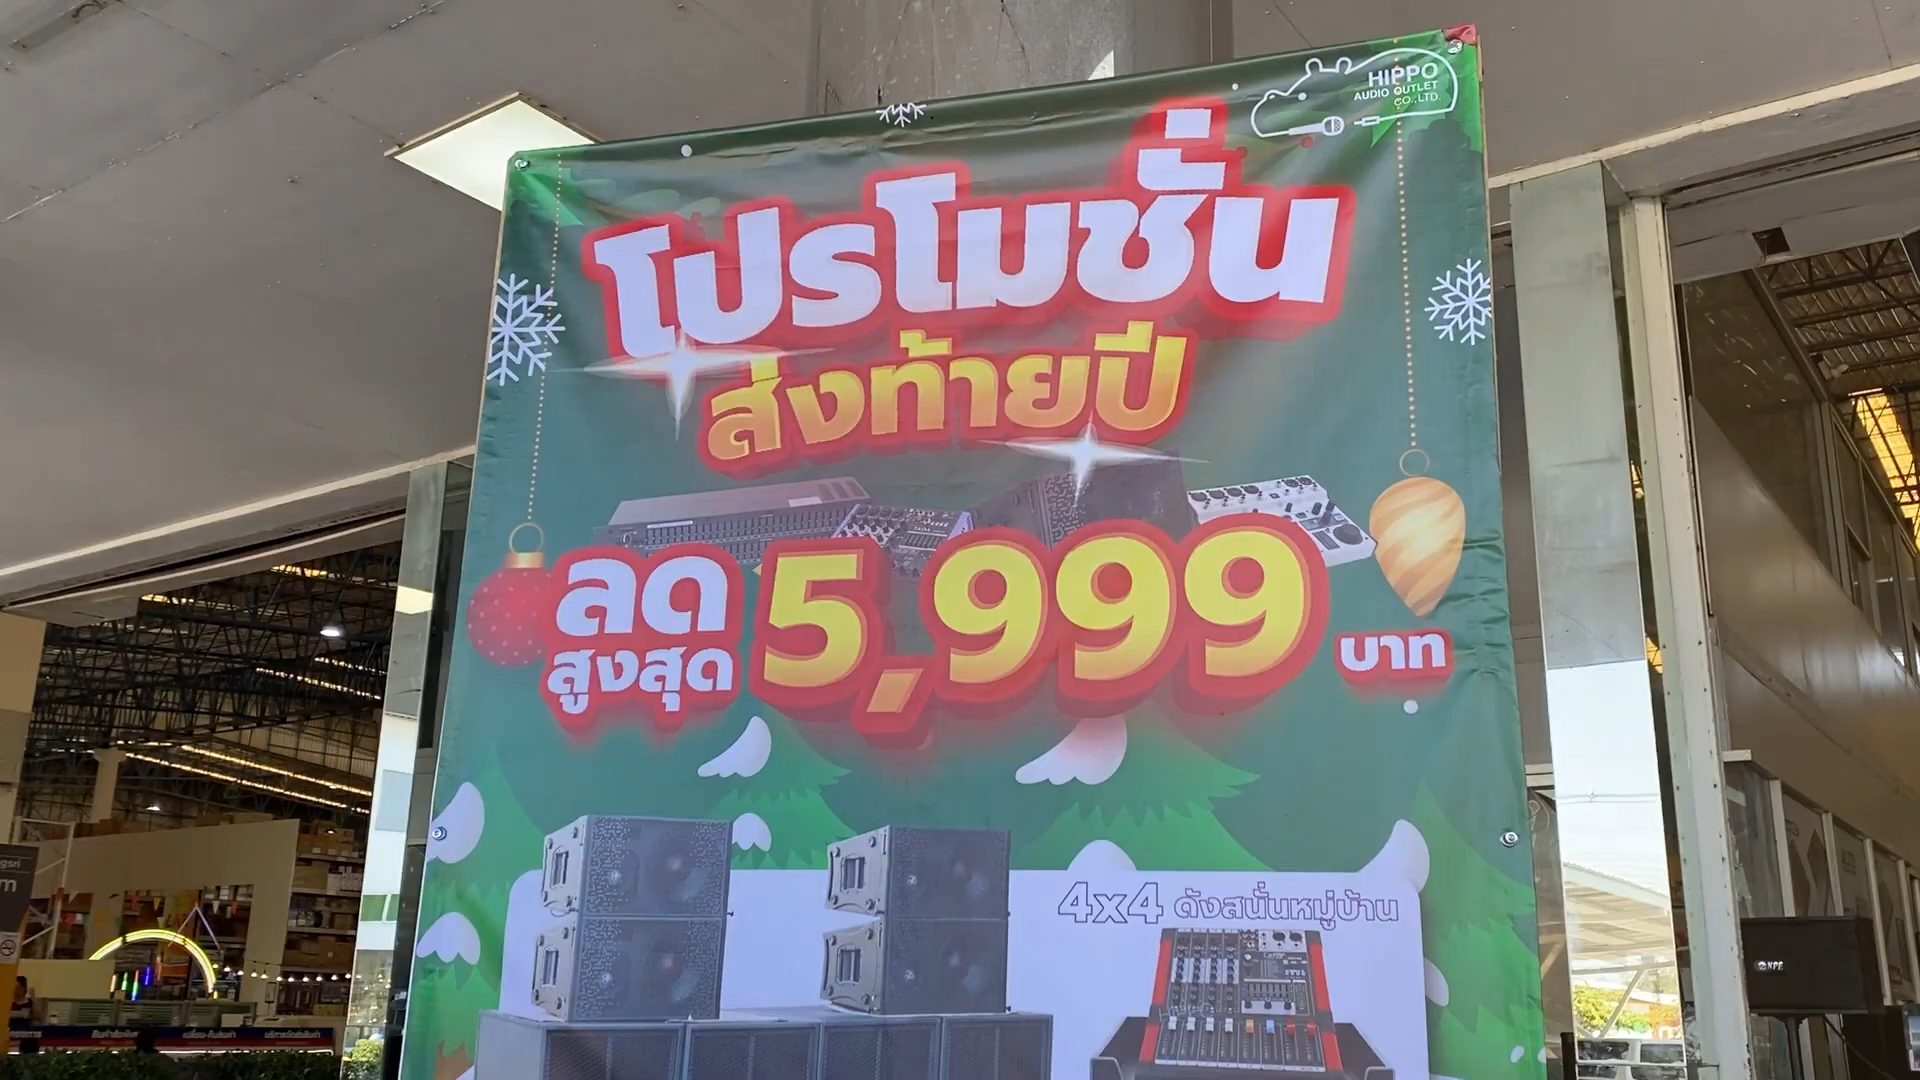 HIPPO
AUDIO OUTLET
CO.,LTD.
โปรโมชั่น
ส่งท้ายปี
ลด
สูงสุด
5,999
บาท
4x4 ดังสนั่นหมู่บ้าน
NPE